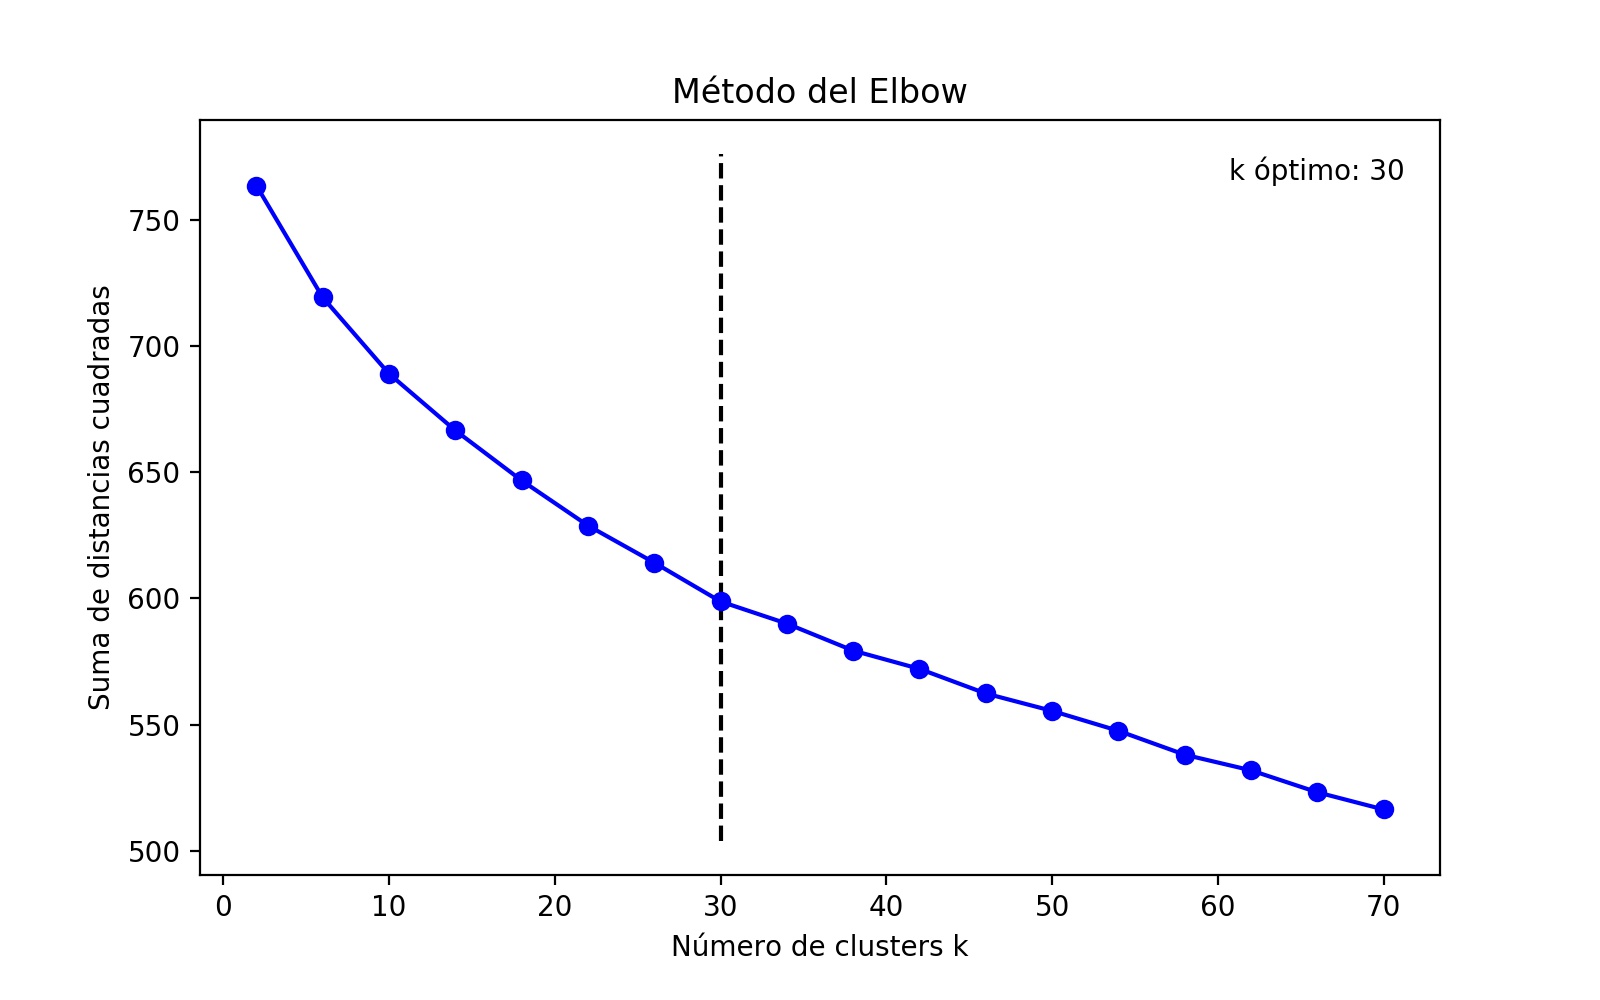 Método del Elbow
k óptimo: 30
Suma de distancias cuadradas
750
700
650
600
550
500
0 10 20 30 40 50 60 70
Número de clusters k